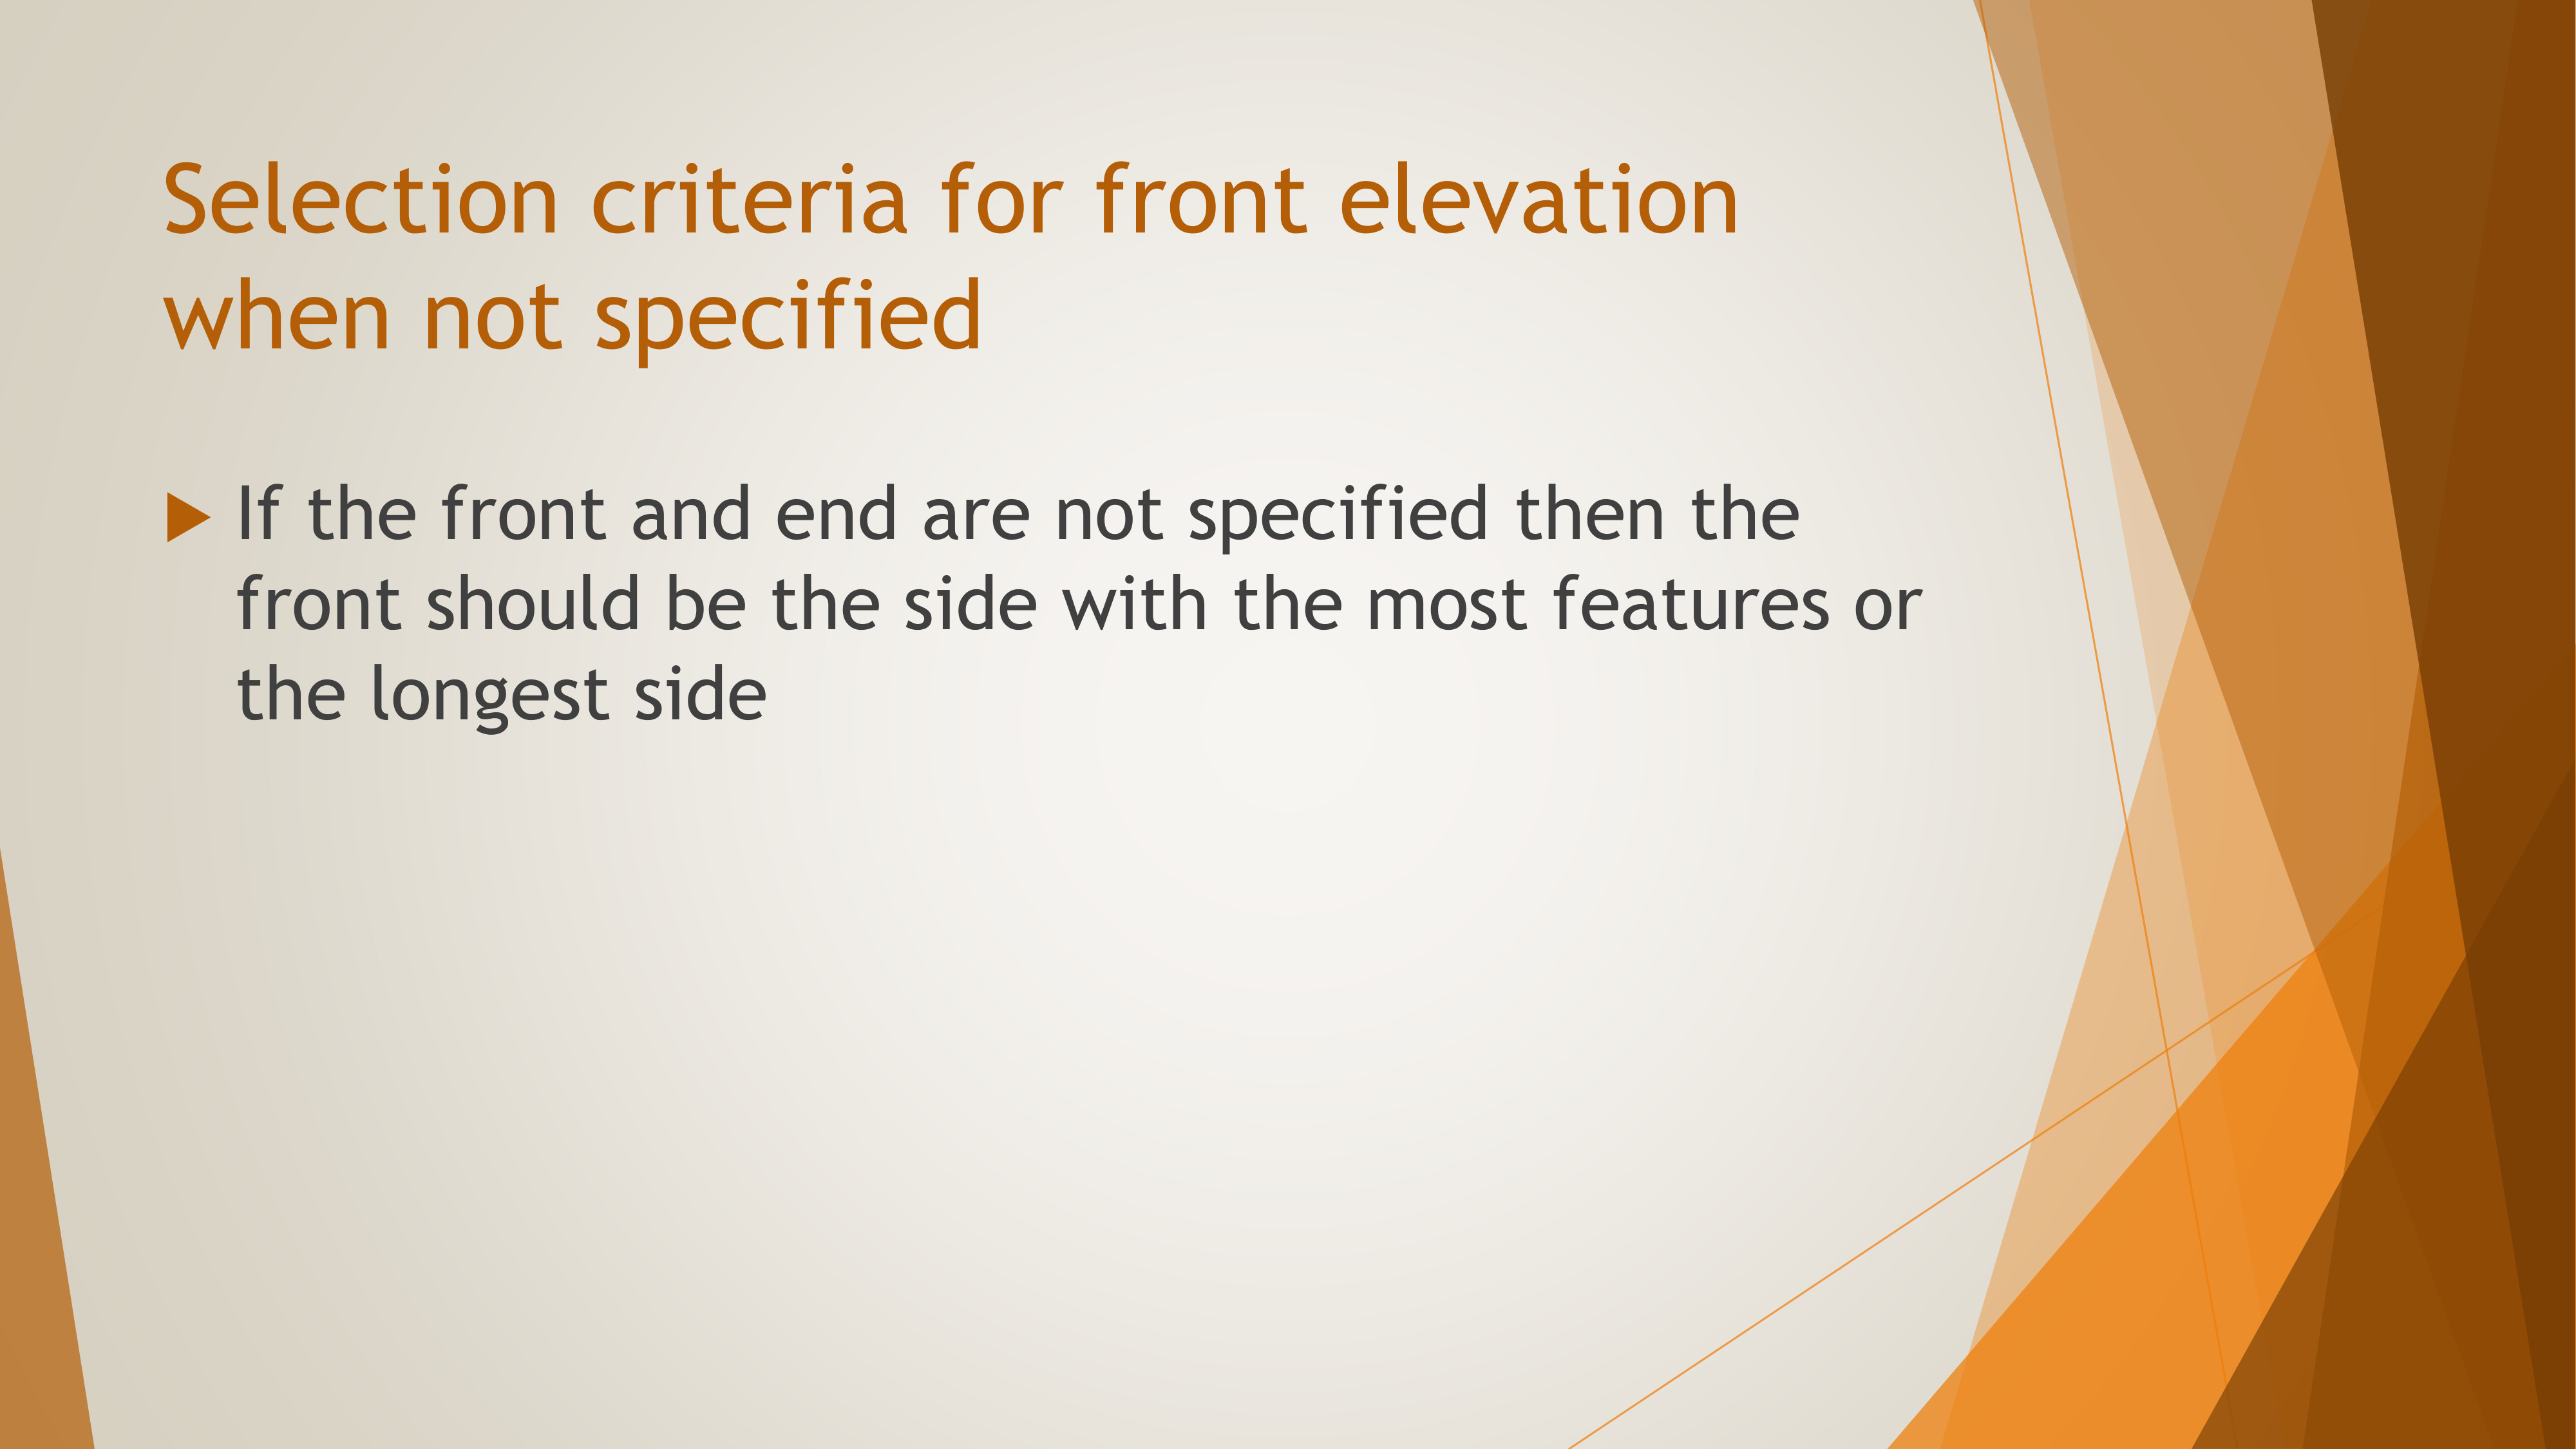 Selection criteria for front elevation
when not specified
If the front and end are not specified then the
front should be the side with the most features or
the longest side